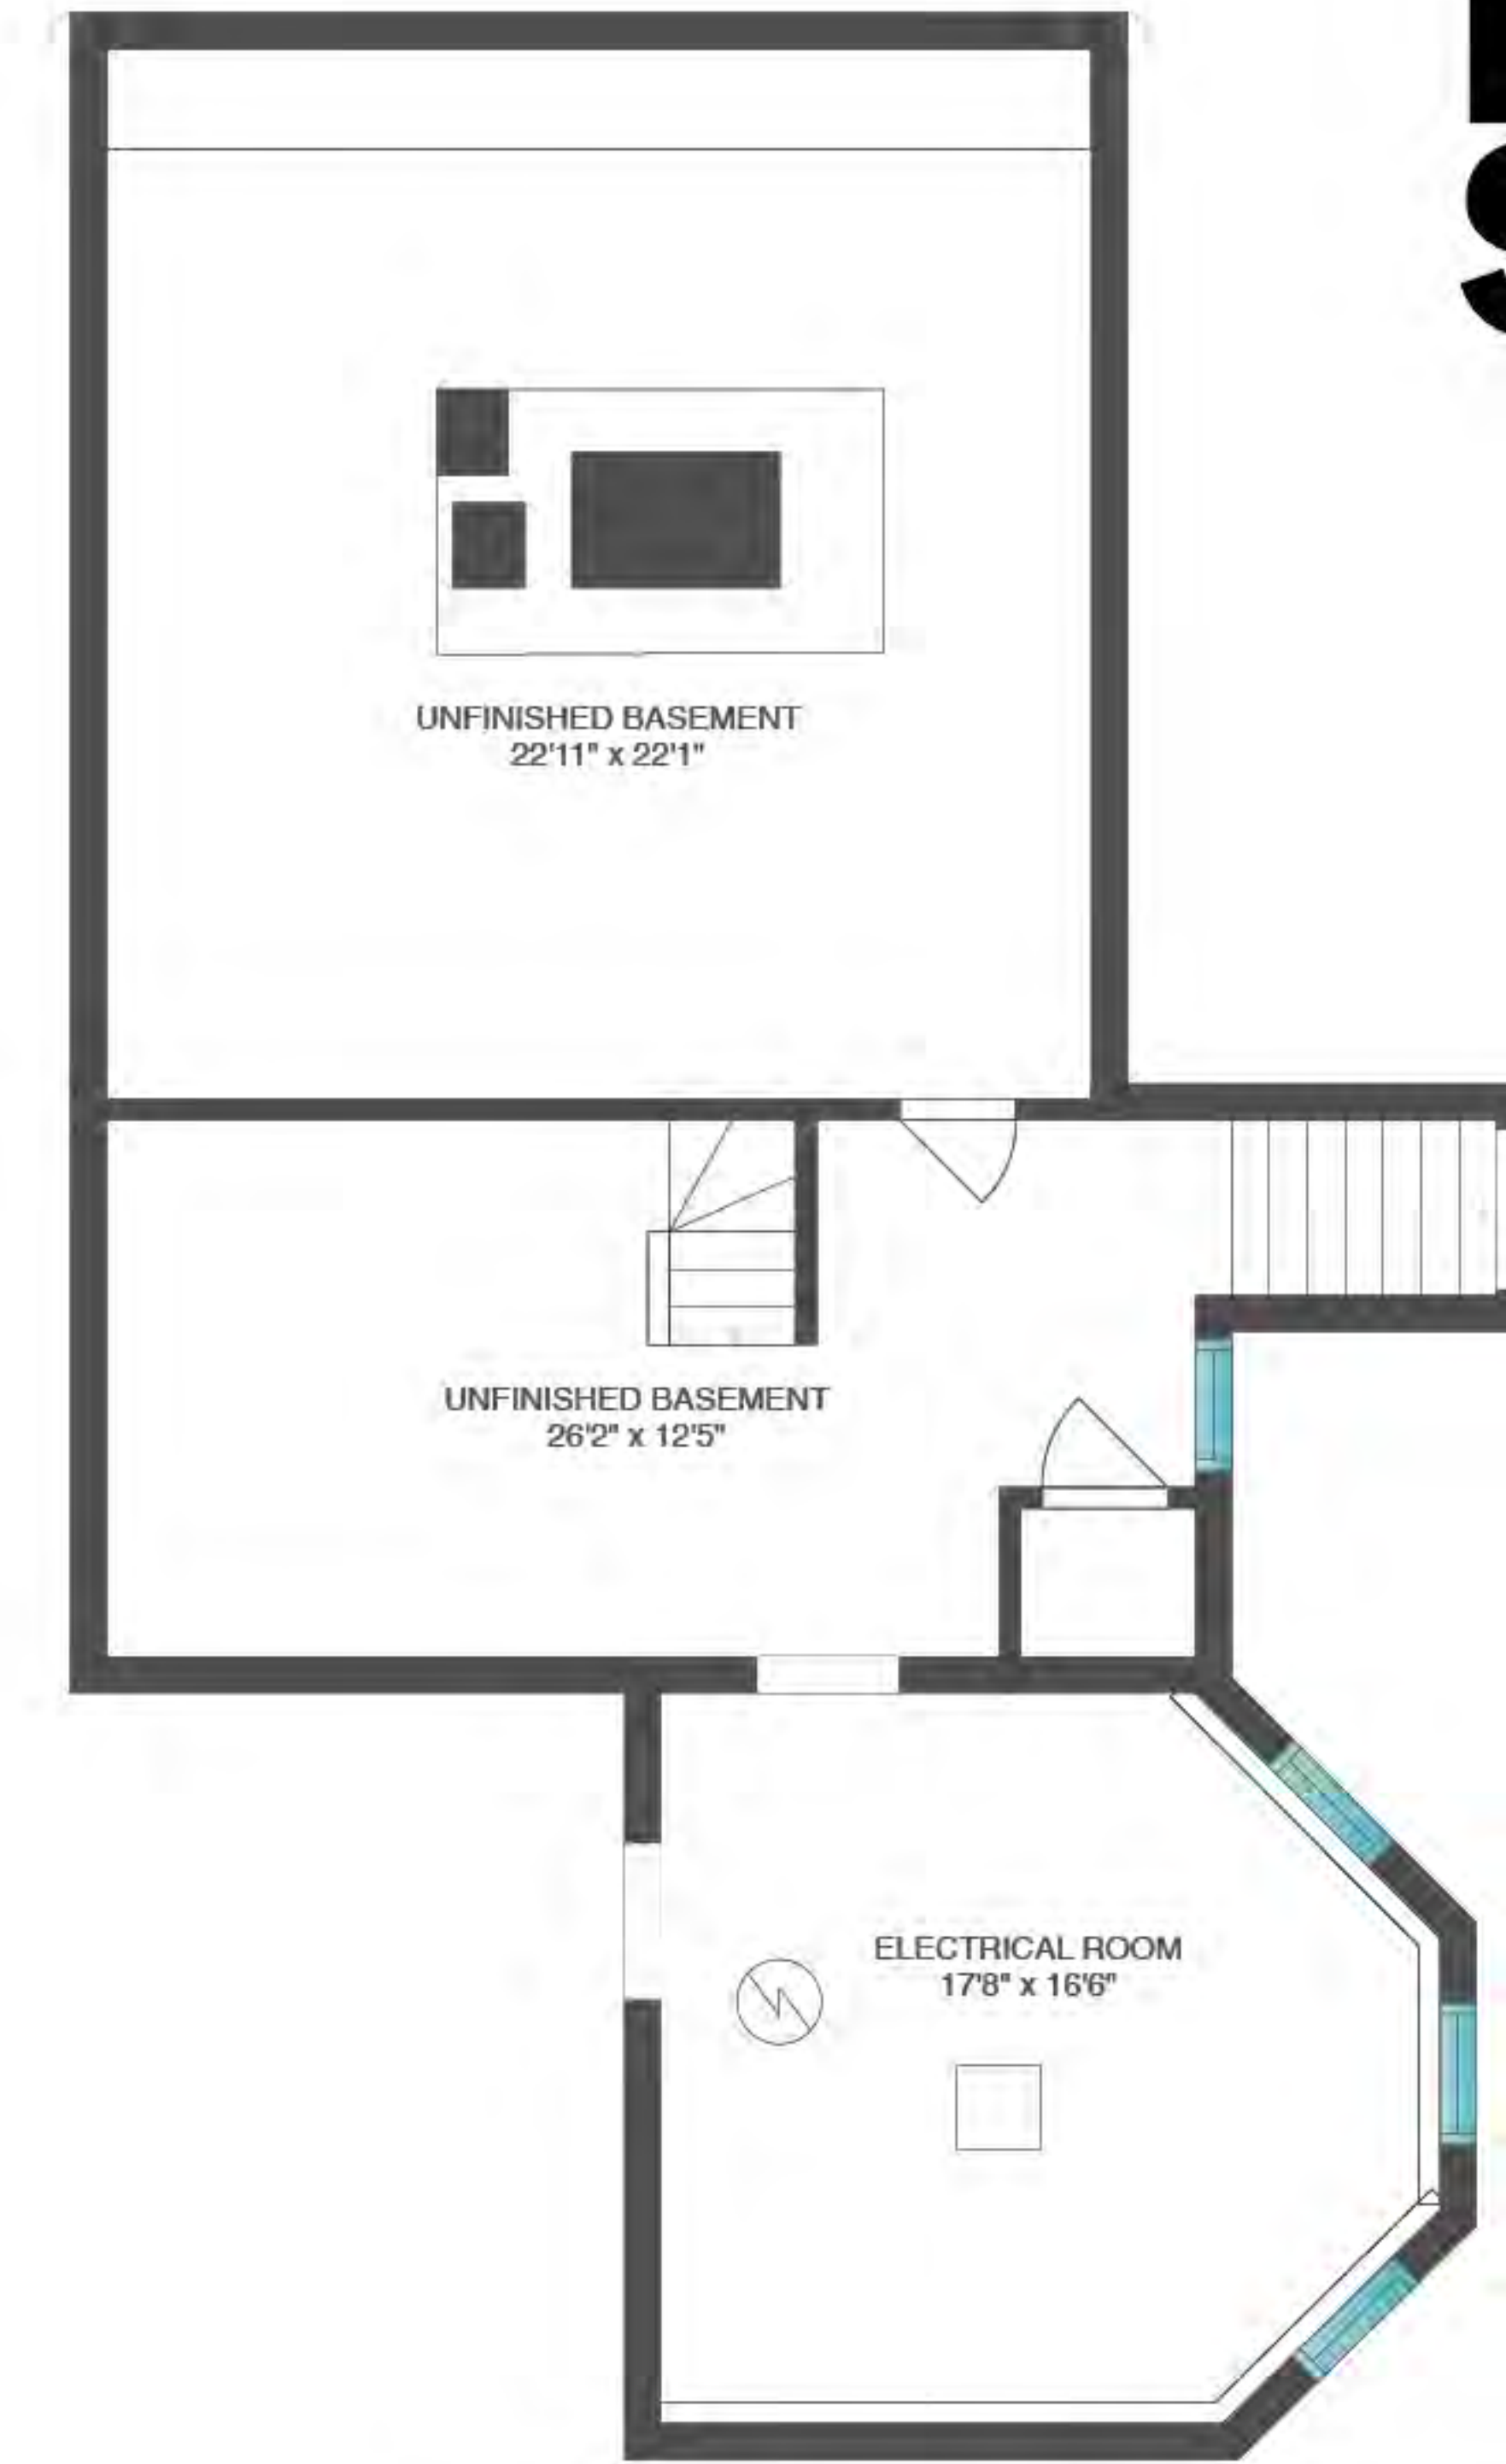 UNFINISHED BASEMENT
22'11" x 22'1"
UNFINISHED BASEMENT
26'2" x 12'5"
ELECTRICAL ROOM
17'8" x 16'6"